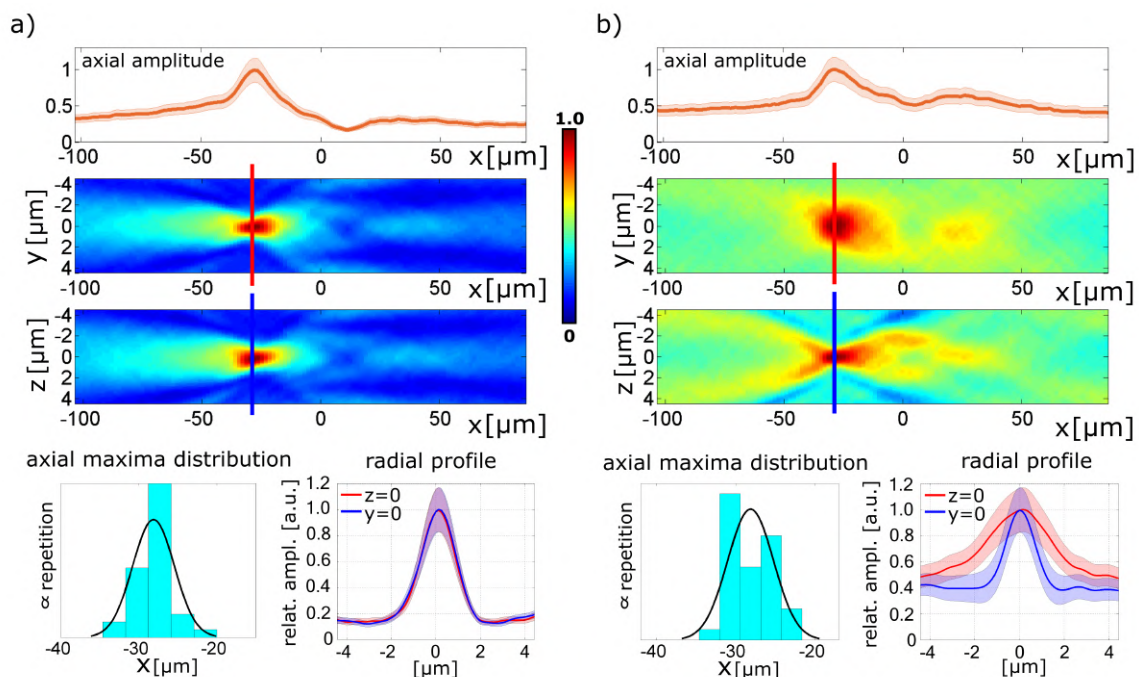 a)
axial amplitude
1
0.5
0
-100 -50 0 50
x[µm]
1.0
0
-4
-2
0
2
4
y[µm]
-100 -50 0 50
x[µm]
-4
-2
0
2
4
z[µm]
-100 -50 0 50
x[µm]
axial maxima distribution
∝ repetition
-40 -30 -20
X[µm]
radial profile
relat. ampl. [a.u.]
1.2
1.0
0.8
0.6
0.4
0.2
0
z=0
y=0
-4 -2 0 2 4
[µm]
b)
axial amplitude
1
0.5
0
-100 -50 0 50
x[µm]
-4
-2
0
2
4
y[µm]
-100 -50 0 50
x[µm]
-4
-2
0
2
4
z[µm]
-100 -50 0 50
x[µm]
axial maxima distribution
∝ repetition
-40 -30 -20
X[µm]
radial profile
relat. ampl. [a.u.]
1.2
1.0
0.8
0.6
0.4
0.2
0
z=0
y=0
-4 -2 0 2 4
[µm]